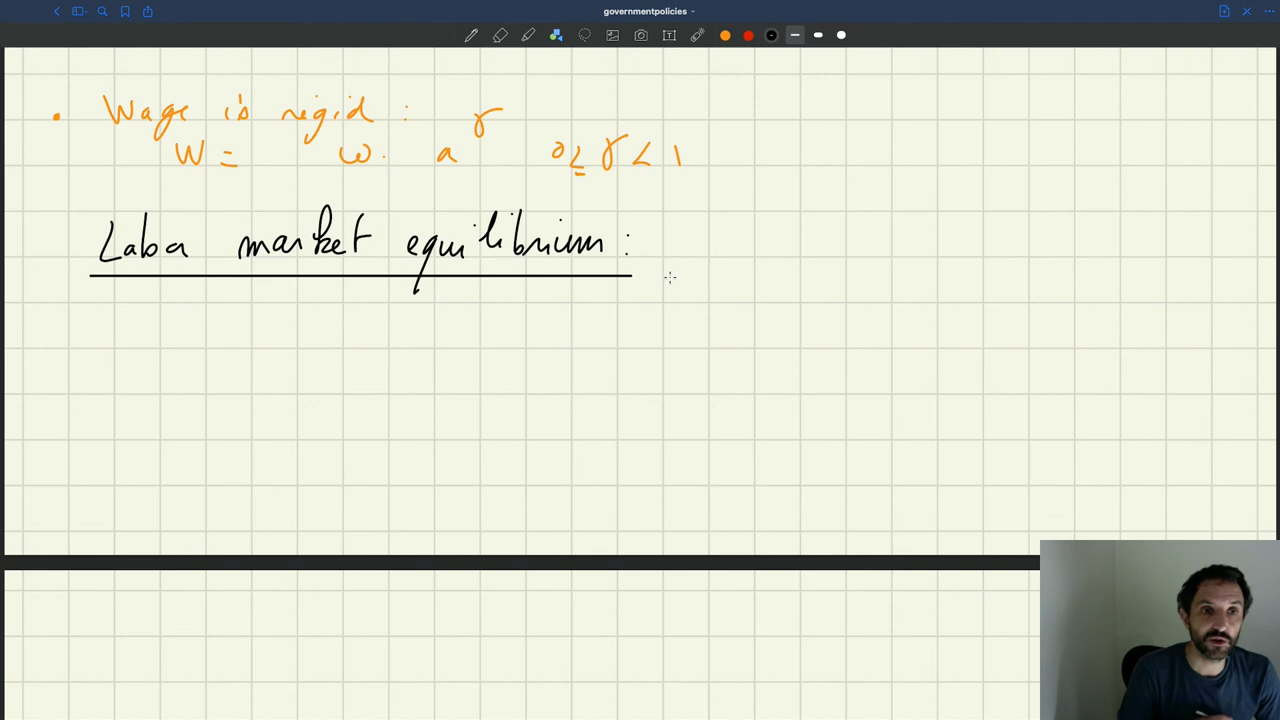 governmentpolicies
• Wage is rigid :
W = ω · a^γ 0 ≤ γ < 1
Labor market equilibrium :